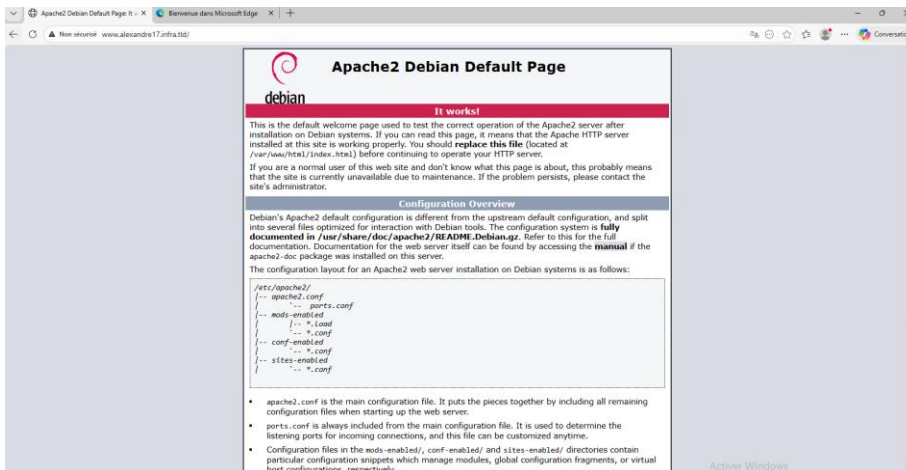 Apache2 Debian Default Page: It
Bienvenue dans Microsoft Edge
Non sécurisé www.alexandre17.infra.tld/
Conversatio
debian
Apache2 Debian Default Page
It works!
This is the default welcome page used to test the correct operation of the Apache2 server after
installation on Debian systems. If you can read this page, it means that the Apache HTTP server
installed at this site is working properly. You should replace this file (located at
/var/www/html/index.html) before continuing to operate your HTTP server.
If you are a normal user of this web site and don't know what this page is about, this probably means
that the site is currently unavailable due to maintenance. If the problem persists, please contact the
site's administrator.
Configuration Overview
Debian's Apache2 default configuration is different from the upstream default configuration, and split
into several files optimized for interaction with Debian tools. The configuration system is fully
documented in /usr/share/doc/apache2/README.Debian.gz. Refer to this for the full
documentation. Documentation for the web server itself can be found by accessing the manual if the
apache2-doc package was installed on this server.
The configuration layout for an Apache2 web server installation on Debian systems is as follows:
/etc/apache2/
|-- apache2.conf
|       `--  ports.conf
|-- mods-enabled
|       |-- *.load
|       `-- *.conf
|-- conf-enabled
|       `-- *.conf
|-- sites-enabled
|       `-- *.conf
• apache2.conf is the main configuration file. It puts the pieces together by including all remaining
configuration files when starting up the web server.
• ports.conf is always included from the main configuration file. It is used to determine the
listening ports for incoming connections, and this file can be customized anytime.
• Configuration files in the mods-enabled/, conf-enabled/ and sites-enabled/ directories contain
particular configuration snippets which manage modules, global configuration fragments, or virtual
host configurations, respectively.
Activer Windows